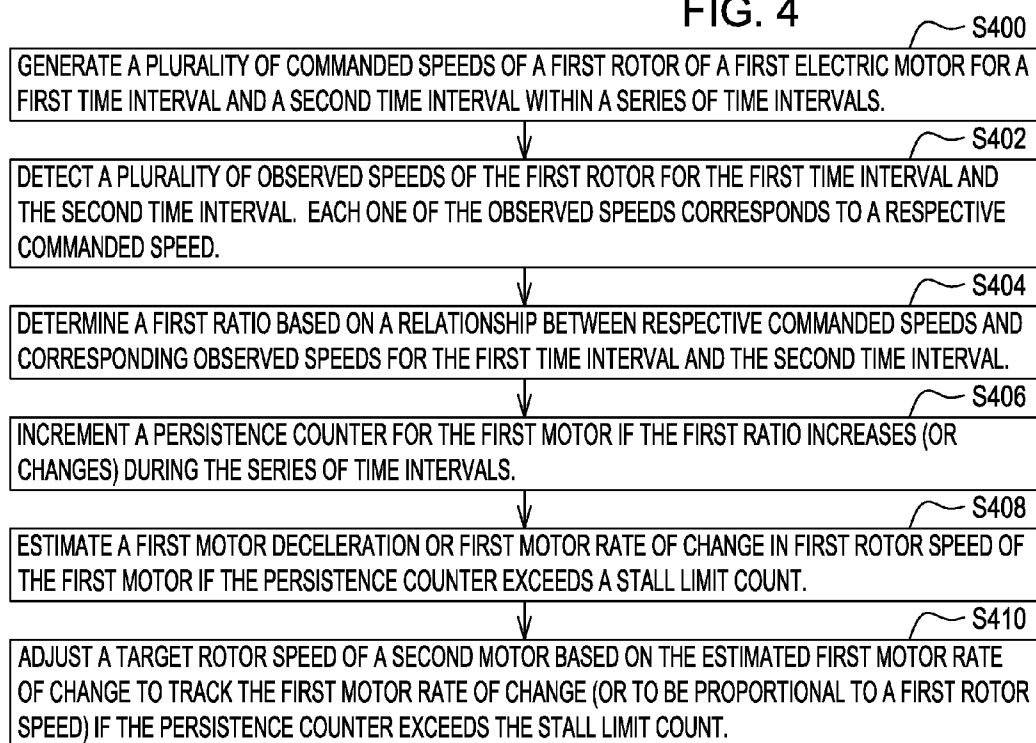 FIG. 4
S400
GENERATE A PLURALITY OF COMMANDED SPEEDS OF A FIRST ROTOR OF A FIRST ELECTRIC MOTOR FOR A
FIRST TIME INTERVAL AND A SECOND TIME INTERVAL WITHIN A SERIES OF TIME INTERVALS.
S402
DETECT A PLURALITY OF OBSERVED SPEEDS OF THE FIRST ROTOR FOR THE FIRST TIME INTERVAL AND
THE SECOND TIME INTERVAL. EACH ONE OF THE OBSERVED SPEEDS CORRESPONDS TO A RESPECTIVE
COMMANDED SPEED.
S404
DETERMINE A FIRST RATIO BASED ON A RELATIONSHIP BETWEEN RESPECTIVE COMMANDED SPEEDS AND
CORRESPONDING OBSERVED SPEEDS FOR THE FIRST TIME INTERVAL AND THE SECOND TIME INTERVAL.
S406
INCREMENT A PERSISTENCE COUNTER FOR THE FIRST MOTOR IF THE FIRST RATIO INCREASES (OR
CHANGES) DURING THE SERIES OF TIME INTERVALS.
S408
ESTIMATE A FIRST MOTOR DECELERATION OR FIRST MOTOR RATE OF CHANGE IN FIRST ROTOR SPEED OF
THE FIRST MOTOR IF THE PERSISTENCE COUNTER EXCEEDS A STALL LIMIT COUNT.
S410
ADJUST A TARGET ROTOR SPEED OF A SECOND MOTOR BASED ON THE ESTIMATED FIRST MOTOR RATE
OF CHANGE TO TRACK THE FIRST MOTOR RATE OF CHANGE (OR TO BE PROPORTIONAL TO A FIRST ROTOR
SPEED) IF THE PERSISTENCE COUNTER EXCEEDS THE STALL LIMIT COUNT.